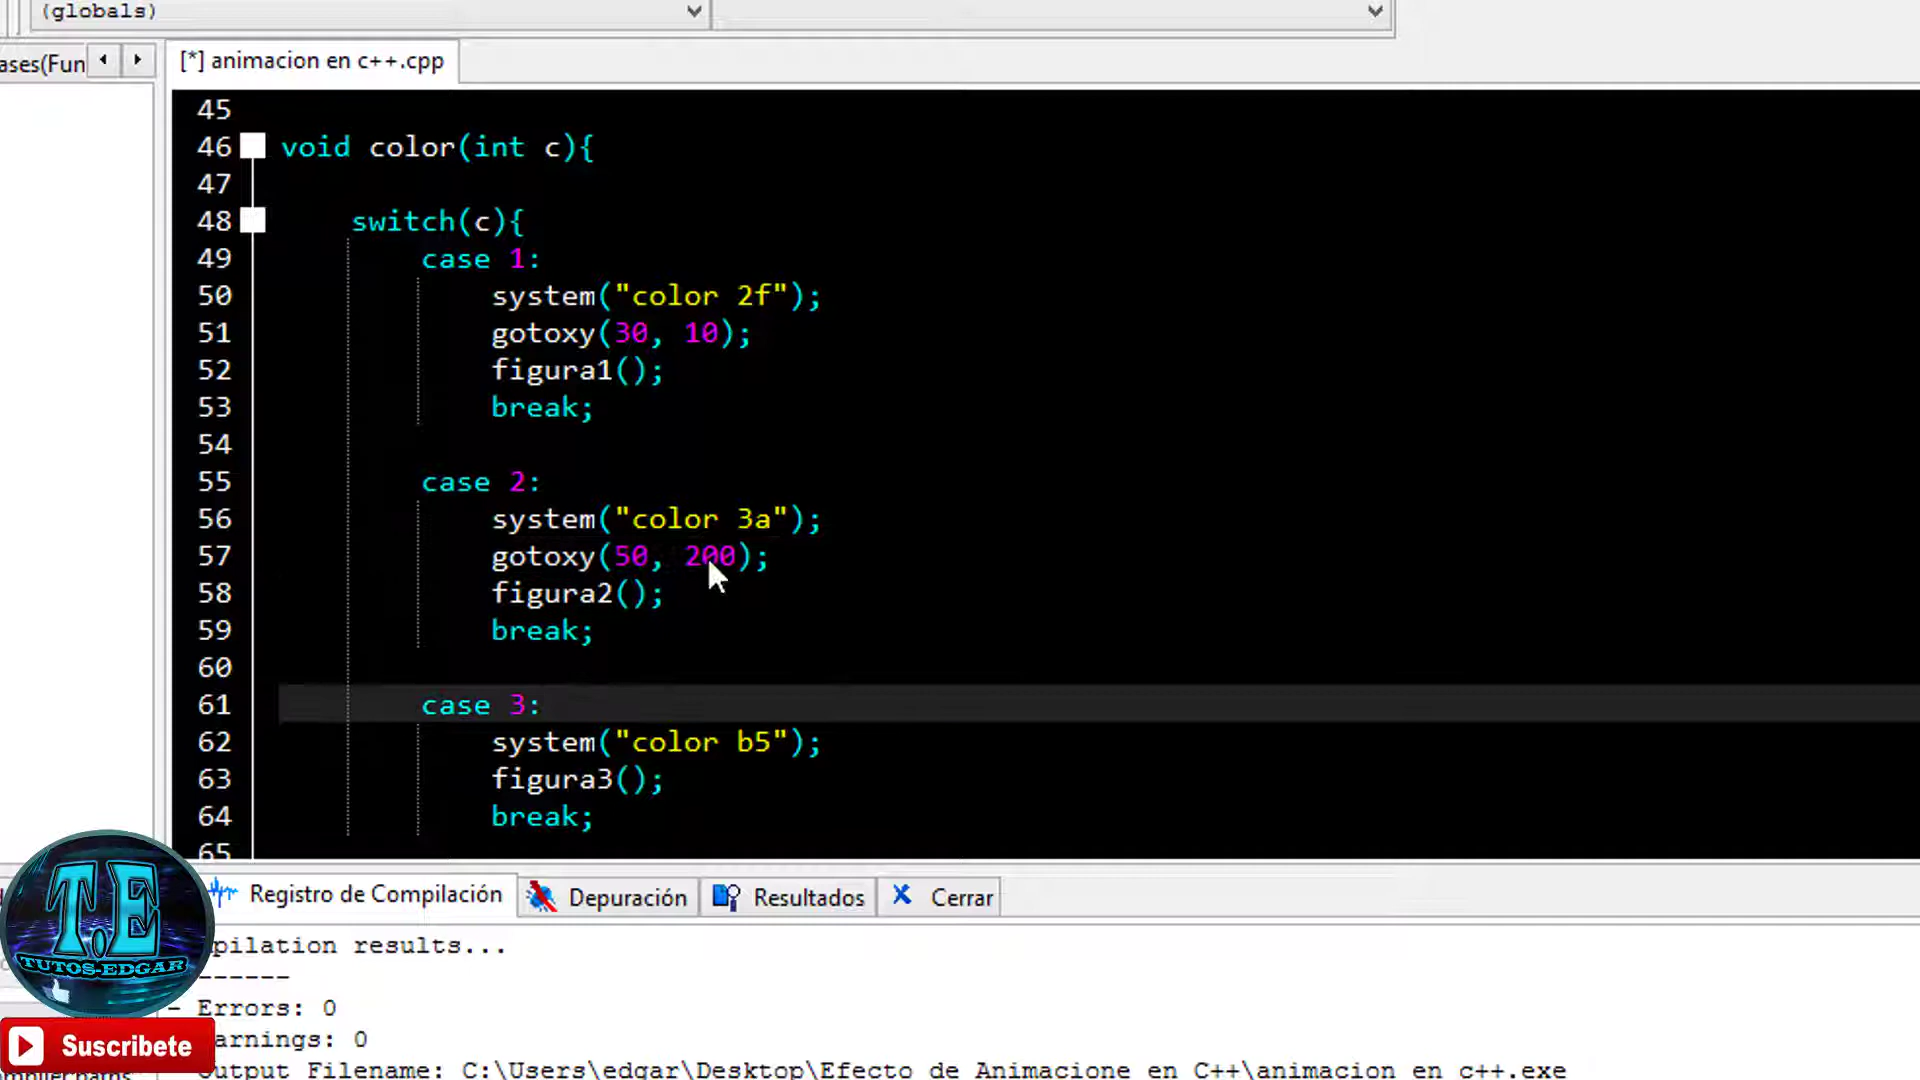 (globals)
ases(Fun
[*] animacion en c++.cpp
45
46 void color(int c){
47
48 switch(c){
49 case 1:
50 system("color 2f");
51 gotoxy(30, 10);
52 figura1();
53 break;
54
55 case 2:
56 system("color 3a");
57 gotoxy(50, 200);
58 figura2();
59 break;
60
61 case 3:
62 system("color b5");
63 figura3();
64 break;
65
Registro de Compilación Depuración Resultados Cerrar
pilation results...
------
- Errors: 0
arnings: 0
Output Filename: C:\Users\edgar\Desktop\Efecto de Animacione en C++\animacion en c++.exe
T.E
TUTOS-EDGAR
Suscribete